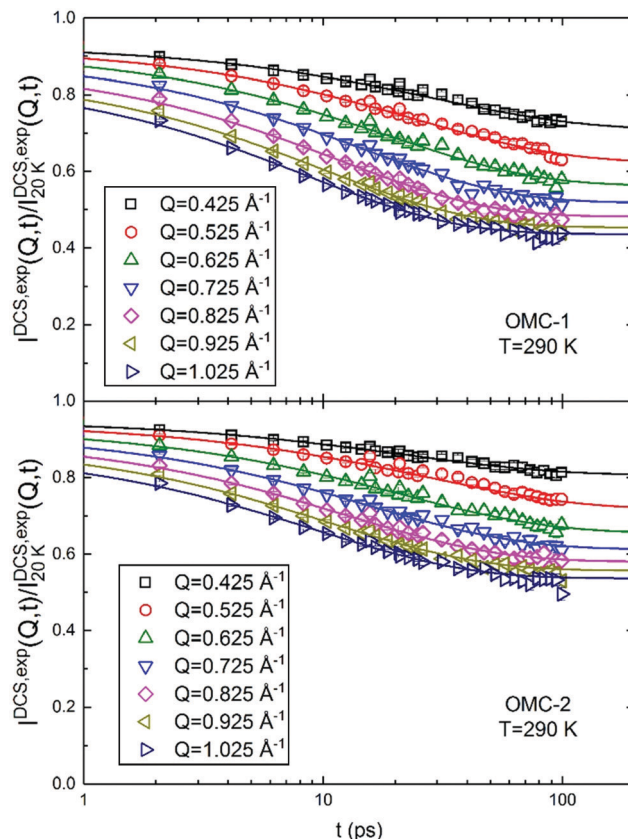 I^DCS,exp(Q,t)/I_20 K^DCS,exp(Q,t)
1.0
0.8
0.6
0.4
0.2
Q=0.425 Å⁻¹
Q=0.525 Å⁻¹
Q=0.625 Å⁻¹
Q=0.725 Å⁻¹
Q=0.825 Å⁻¹
Q=0.925 Å⁻¹
Q=1.025 Å⁻¹
OMC-1
T=290 K
I^DCS,exp(Q,t)/I_20 K^DCS,exp(Q,t)
1.0
0.8
0.6
0.4
0.2
0.0
Q=0.425 Å⁻¹
Q=0.525 Å⁻¹
Q=0.625 Å⁻¹
Q=0.725 Å⁻¹
Q=0.825 Å⁻¹
Q=0.925 Å⁻¹
Q=1.025 Å⁻¹
OMC-2
T=290 K
1 10 100
t (ps)